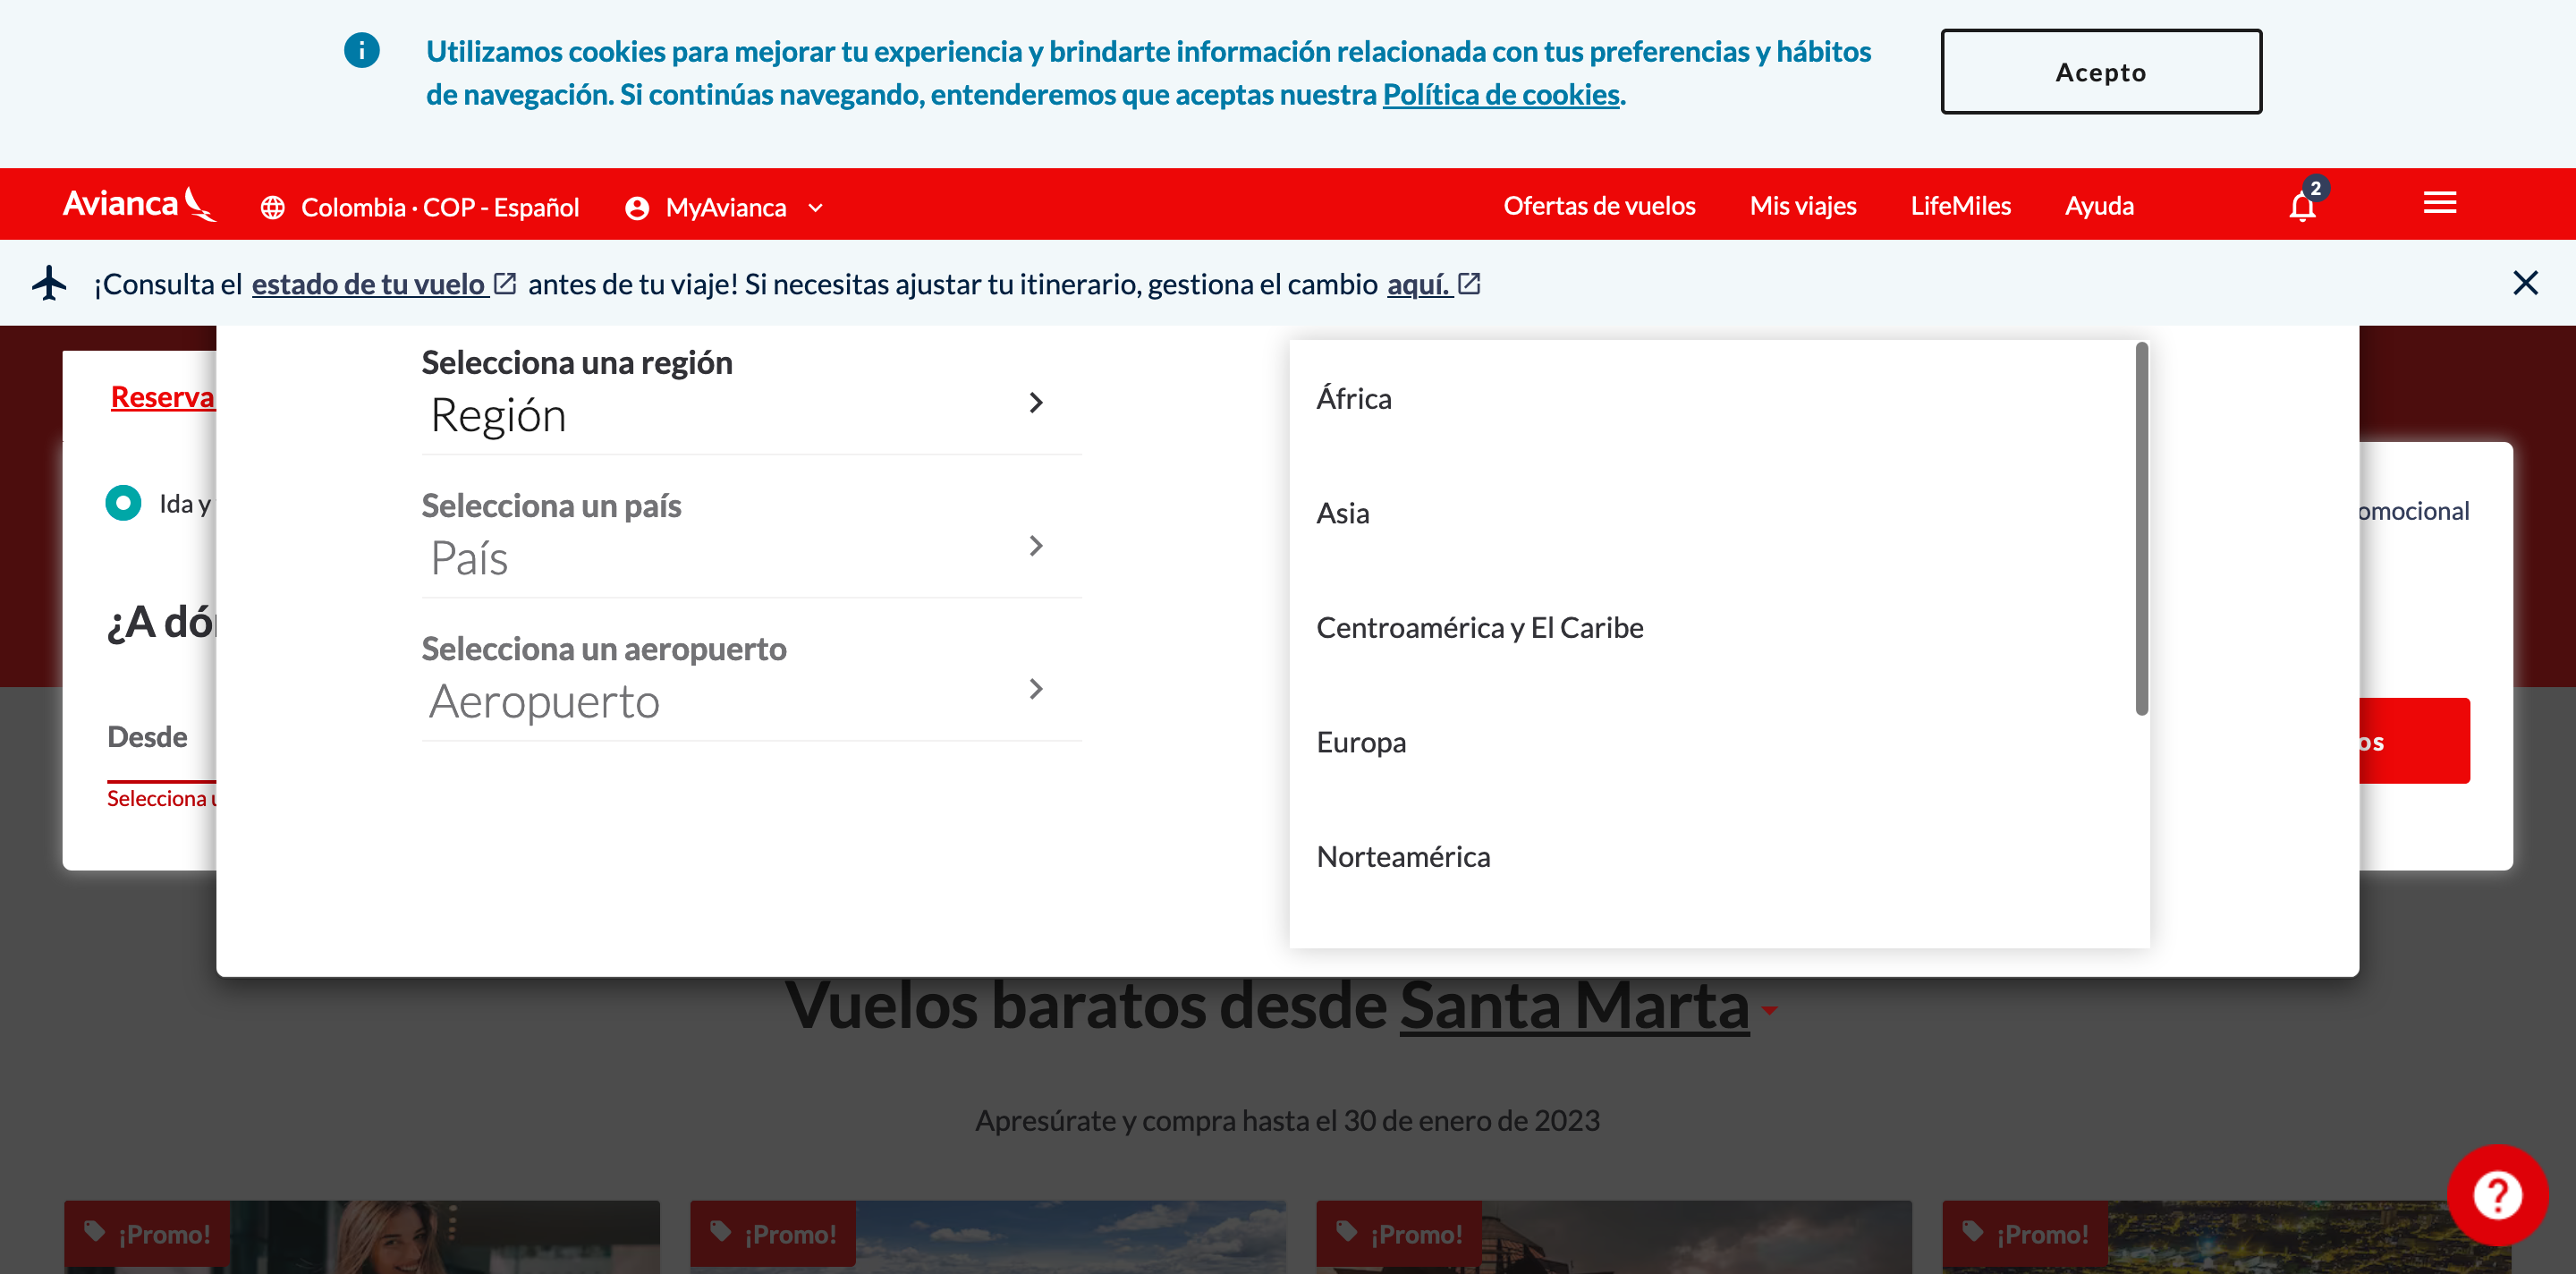 Utilizamos cookies para mejorar tu experiencia y brindarte información relacionada con tus preferencias y hábitos
de navegación. Si continúas navegando, entenderemos que aceptas nuestra Política de cookies.
Acepto
Avianca
Colombia · COP - Español
MyAvianca
Ofertas de vuelos
Mis viajes
LifeMiles
Ayuda
2
¡Consulta el estado de tu vuelo antes de tu viaje! Si necesitas ajustar tu itinerario, gestiona el cambio aquí.
Reserva
Ida y
¿A dón
Desde
Selecciona u
Selecciona una región
Región
Selecciona un país
País
Selecciona un aeropuerto
Aeropuerto
África
Asia
Centroamérica y El Caribe
Europa
Norteamérica
omocional
os
Vuelos baratos desde Santa Marta
Apresúrate y compra hasta el 30 de enero de 2023
¡Promo!
¡Promo!
¡Promo!
¡Promo!